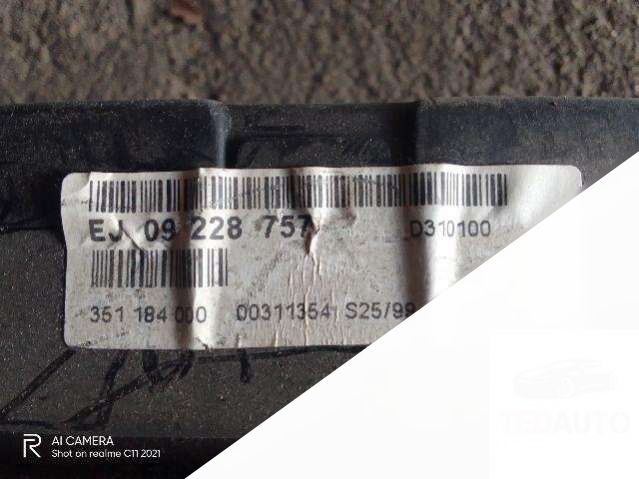 EJ 09 228 757 D310100
351 184 000 00311354 S25/99
AI CAMERA
Shot on realme C11 2021
TEDAUTO